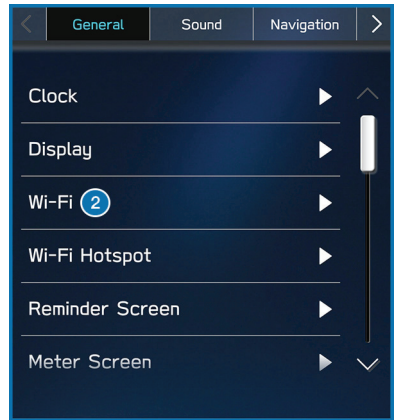 General Sound Navigation
Clock
Display
Wi-Fi 2
Wi-Fi Hotspot
Reminder Screen
Meter Screen